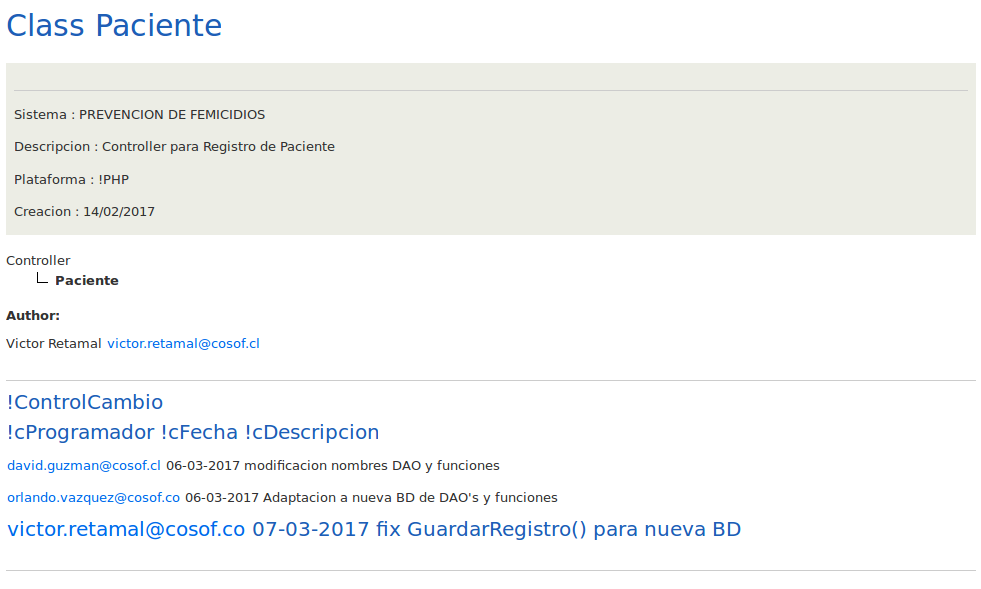 Class Paciente
Sistema : PREVENCION DE FEMICIDIOS
Descripcion : Controller para Registro de Paciente
Plataforma : !PHP
Creacion : 14/02/2017
Controller
Paciente
Author:
Victor Retamal victor.retamal@cosof.cl
!ControlCambio
!cProgramador !cFecha !cDescripcion
david.guzman@cosof.cl 06-03-2017 modificacion nombres DAO y funciones
orlando.vazquez@cosof.co 06-03-2017 Adaptacion a nueva BD de DAO's y funciones
victor.retamal@cosof.co 07-03-2017 fix GuardarRegistro() para nueva BD